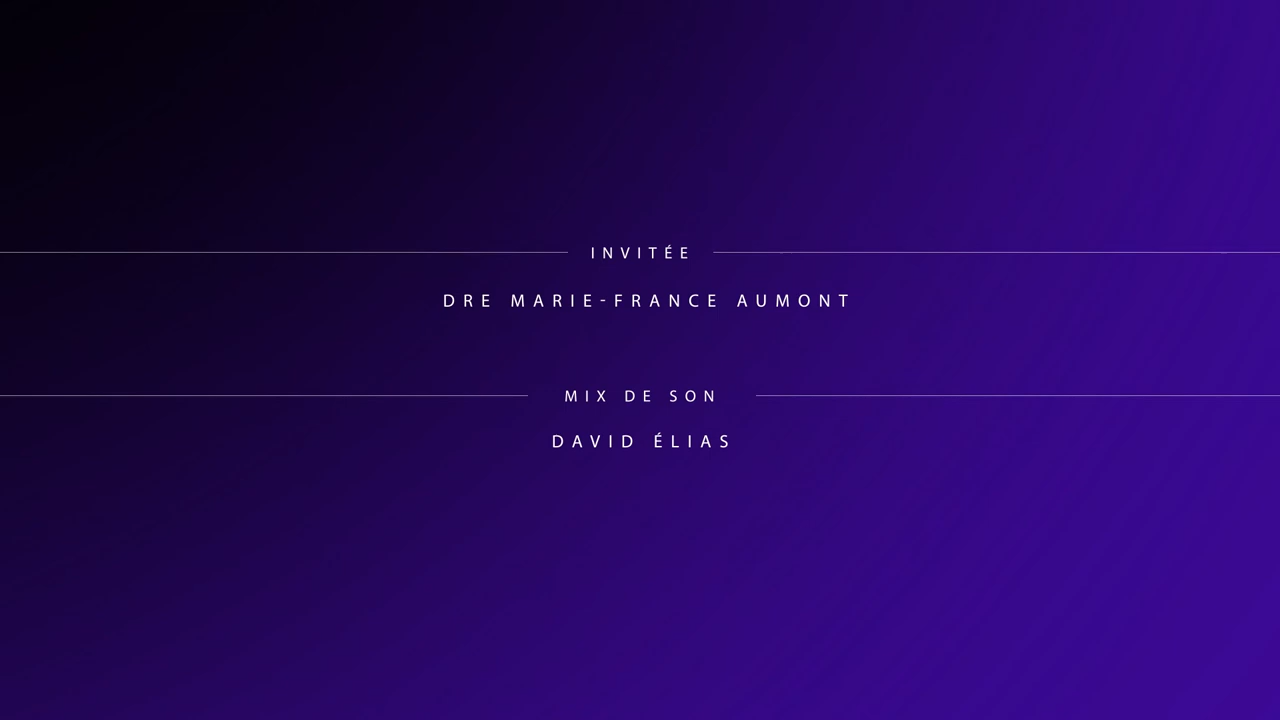 INVITÉE
DRE MARIE-FRANCE AUMONT
MIX DE SON
DAVID ÉLIAS